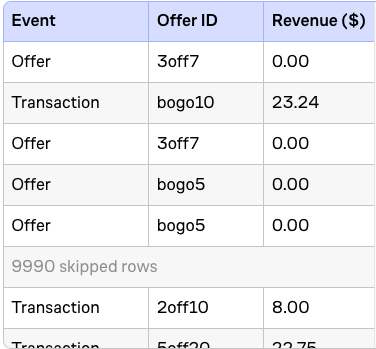 Event Offer ID Revenue ($)
Offer 3off7 0.00
Transaction bogo10 23.24
Offer 3off7 0.00
Offer bogo5 0.00
Offer bogo5 0.00
9990 skipped rows
Transaction 2off10 8.00
Transaction 5off20 22.75